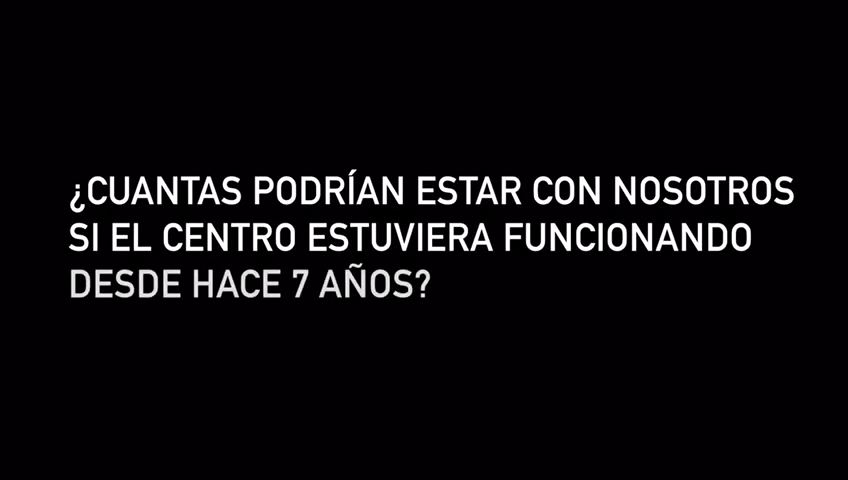 ¿CUANTAS PODRÍAN ESTAR CON NOSOTROS
SI EL CENTRO ESTUVIERA FUNCIONANDO
DESDE HACE 7 AÑOS?